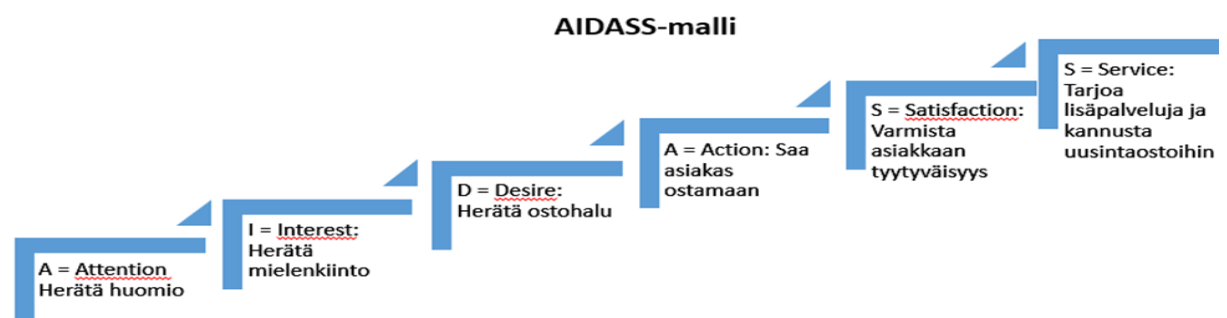 AIDASS-malli
A = Attention
Herätä huomio
I = Interest:
Herätä
mielenkiinto
D = Desire:
Herätä ostohalu
A = Action: Saa
asiakas
ostamaan
S = Satisfaction:
Varmista
asiakkaan
tyytyväisyys
S = Service:
Tarjoa
lisäpalveluja ja
kannusta
uusintaostoihin